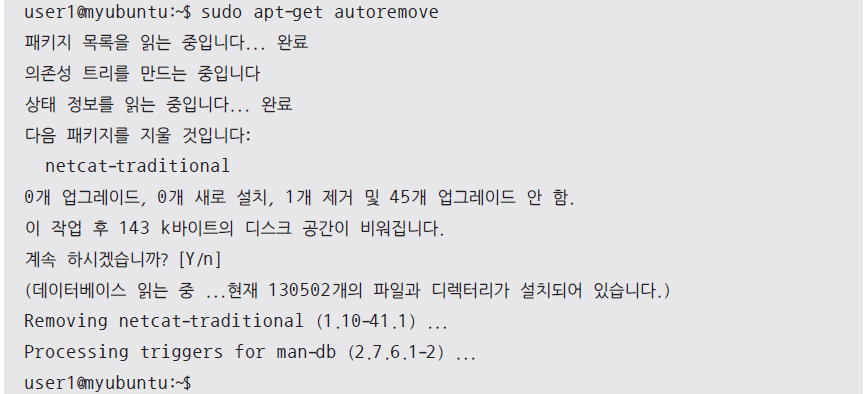 user1@myubuntu:~$ sudo apt-get autoremove
패키지 목록을 읽는 중입니다... 완료
의존성 트리를 만드는 중입니다
상태 정보를 읽는 중입니다... 완료
다음 패키지를 지울 것입니다:
  netcat-traditional
0개 업그레이드, 0개 새로 설치, 1개 제거 및 45개 업그레이드 안 함.
이 작업 후 143 k바이트의 디스크 공간이 비워집니다.
계속 하시겠습니까? [Y/n]
(데이터베이스 읽는 중 ...현재 130502개의 파일과 디렉터리가 설치되어 있습니다.)
Removing netcat-traditional (1.10-41.1) ...
Processing triggers for man-db (2.7.6.1-2) ...
user1@myubuntu:~$